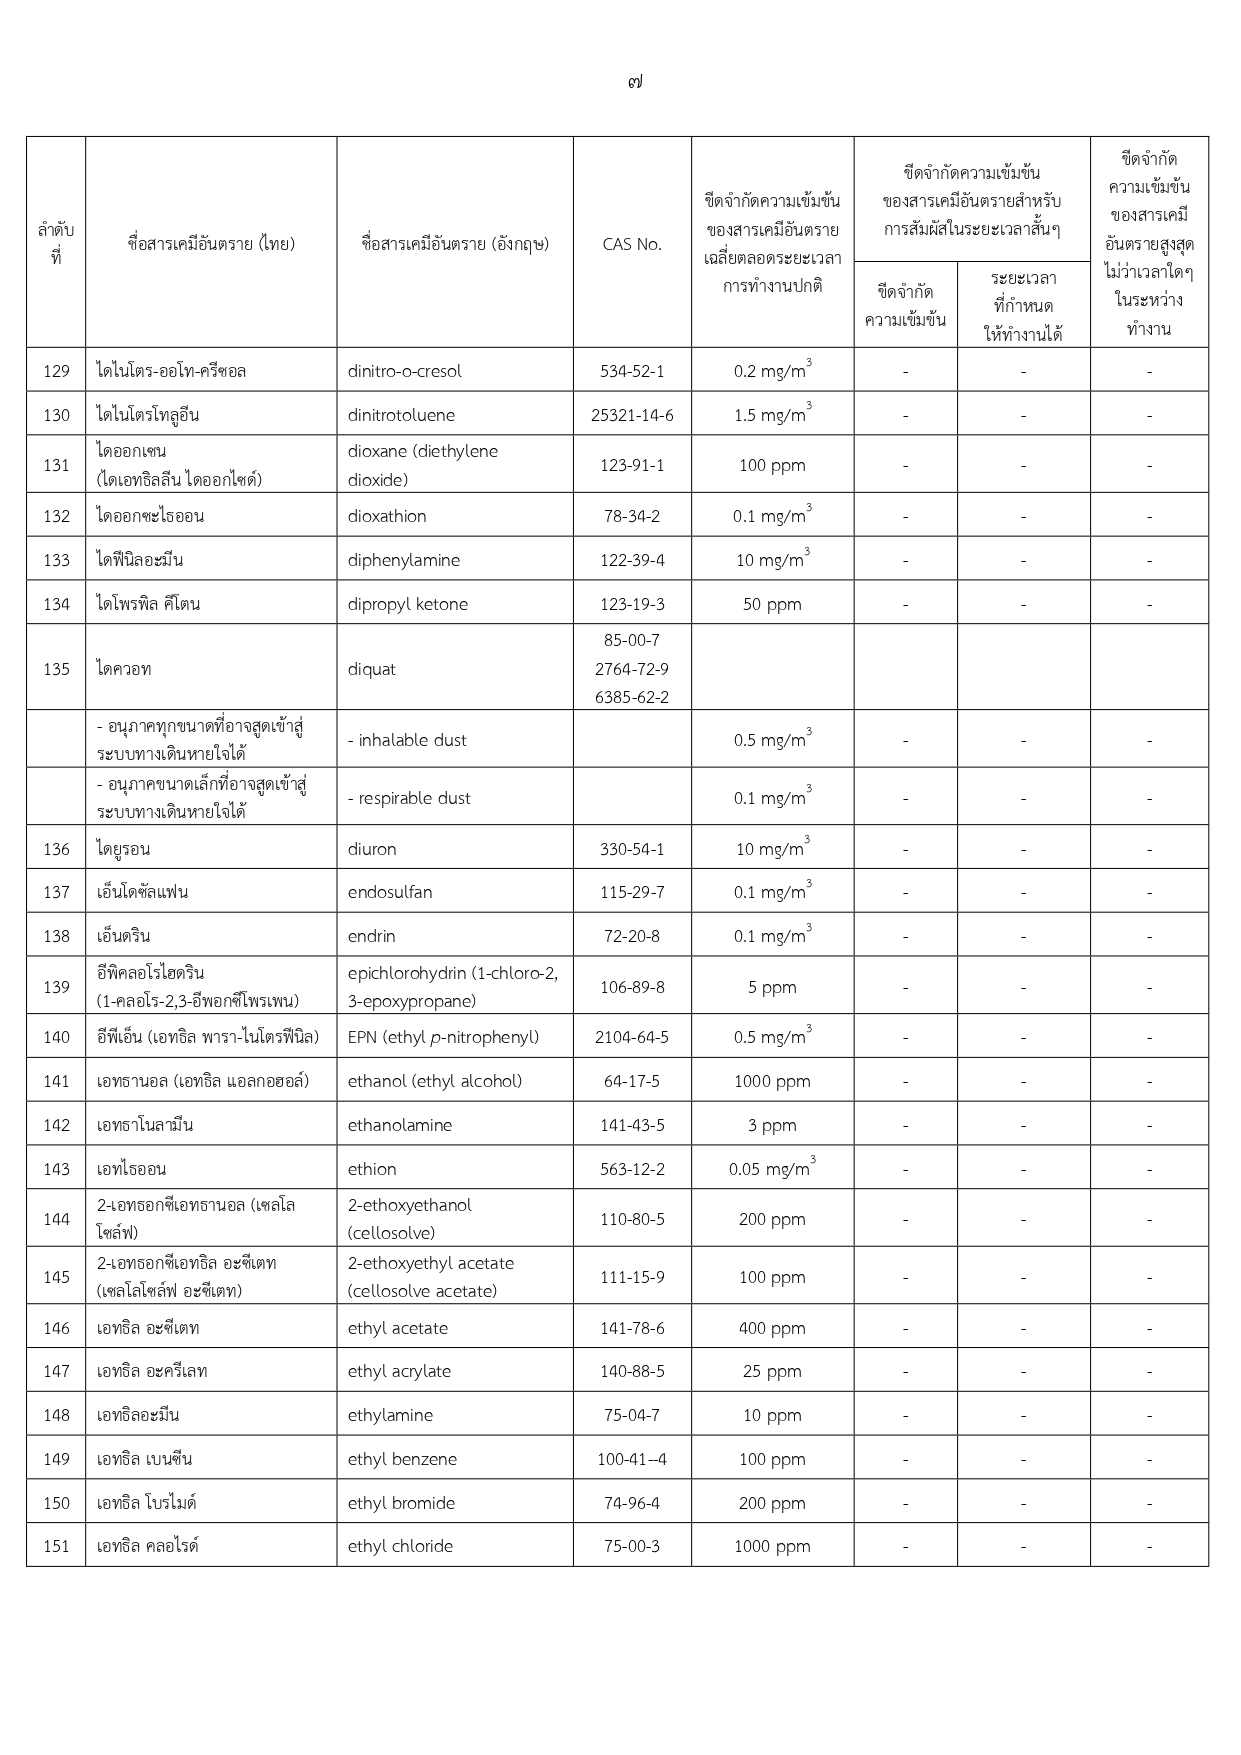 ๗
ลำดับ
ที่
ชื่อสารเคมีอันตราย (ไทย)
ชื่อสารเคมีอันตราย (อังกฤษ)
CAS No.
ขีดจำกัดความเข้มข้น
ของสารเคมีอันตราย
เฉลี่ยตลอดระยะเวลา
การทำงานปกติ
ขีดจำกัดความเข้มข้น
ของสารเคมีอันตรายสำหรับ
การสัมผัสในระยะเวลาสั้นๆ
ขีดจำกัด
ความเข้มข้น
ระยะเวลา
ที่กำหนด
ให้ทำงานได้
ขีดจำกัด
ความเข้มข้น
ของสารเคมี
อันตรายสูงสุด
ไม่ว่าเวลาใดๆ
ในระหว่าง
ทำงาน
129 ไดไนโตร-ออโท-ครีซอล dinitro-o-cresol 534-52-1 0.2 mg/m³ - - -
130 ไดไนโตรโทลูอีน dinitrotoluene 25321-14-6 1.5 mg/m³ - - -
131 ไดออกเซน dioxane (diethylene 123-91-1 100 ppm - - -
(ไดเอทธิลลีน ไดออกไซด์) dioxide)
132 ไดออกซะไธออน dioxathion 78-34-2 0.1 mg/m³ - - -
133 ไดฟีนิลอะมีน diphenylamine 122-39-4 10 mg/m³ - - -
134 ไดโพรพิล คีโตน dipropyl ketone 123-19-3 50 ppm - - -
85-00-7
135 ไดควอท diquat 2764-72-9
6385-62-2
- อนุภาคทุกขนาดที่อาจสูดเข้าสู่ - inhalable dust 0.5 mg/m³ - - -
ระบบทางเดินหายใจได้
- อนุภาคขนาดเล็กที่อาจสูดเข้าสู่ - respirable dust 0.1 mg/m³ - - -
ระบบทางเดินหายใจได้
136 ไดยูรอน diuron 330-54-1 10 mg/m³ - - -
137 เอ็นโดซัลแฟน endosulfan 115-29-7 0.1 mg/m³ - - -
138 เอ็นดริน endrin 72-20-8 0.1 mg/m³ - - -
139 อีพิคลอโรไฮดริน epichlorohydrin (1-chloro-2, 106-89-8 5 ppm - - -
(1-คลอโร-2,3-อีพอกซีโพรเพน) 3-epoxypropane)
140 อีพีเอ็น (เอทธิล พารา-ไนโตรฟีนิล) EPN (ethyl p-nitrophenyl) 2104-64-5 0.5 mg/m³ - - -
141 เอทธานอล (เอทธิล แอลกอฮอล์) ethanol (ethyl alcohol) 64-17-5 1000 ppm - - -
142 เอทธาโนลามีน ethanolamine 141-43-5 3 ppm - - -
143 เอทไธออน ethion 563-12-2 0.05 mg/m³ - - -
144 2-เอทธอกซีเอทธานอล (เซลโล 2-ethoxyethanol 110-80-5 200 ppm - - -
โซล์ฟ) (cellosolve)
145 2-เอทธอกซีเอทธิล อะซีเตท 2-ethoxyethyl acetate 111-15-9 100 ppm - - -
(เซลโลโซล์ฟ อะซีเตท) (cellosolve acetate)
146 เอทธิล อะซีเตท ethyl acetate 141-78-6 400 ppm - - -
147 เอทธิล อะครีเลท ethyl acrylate 140-88-5 25 ppm - - -
148 เอทธิลอะมีน ethylamine 75-04-7 10 ppm - - -
149 เอทธิล เบนซีน ethyl benzene 100-41--4 100 ppm - - -
150 เอทธิล โบรไมด์ ethyl bromide 74-96-4 200 ppm - - -
151 เอทธิล คลอไรด์ ethyl chloride 75-00-3 1000 ppm - - -